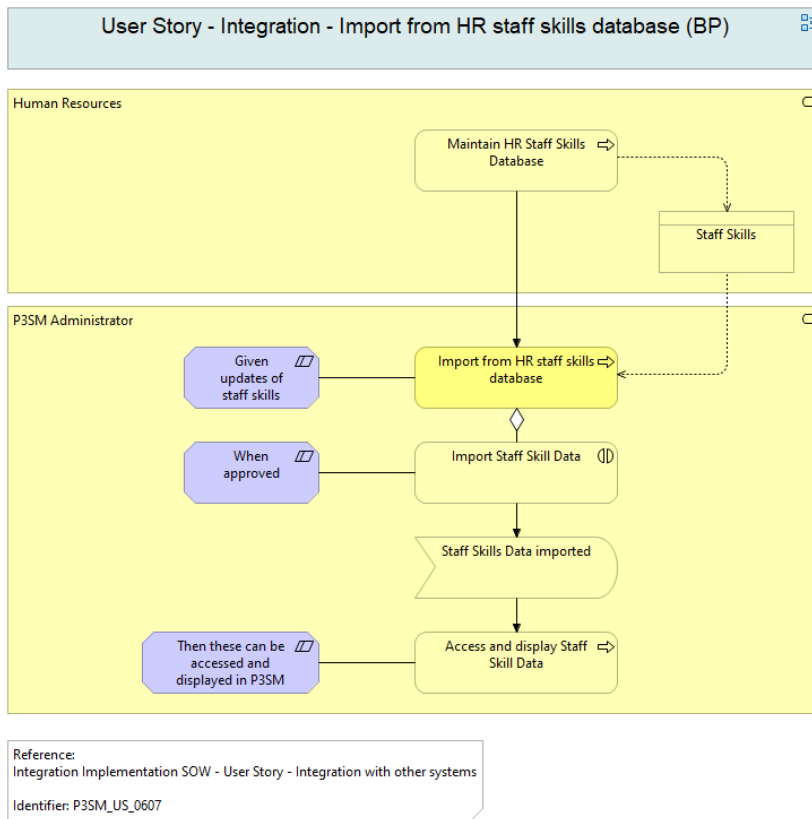 User Story - Integration - Import from HR staff skills database (BP)
Human Resources
Maintain HR Staff Skills
Database
Staff Skills
P3SM Administrator
Given
updates of
staff skills
Import from HR staff skills
database
When
approved
Import Staff Skill Data
Staff Skills Data imported
Then these can be
accessed and
displayed in P3SM
Access and display Staff
Skill Data
Reference:
Integration Implementation SOW - User Story - Integration with other systems
Identifier: P3SM_US_0607